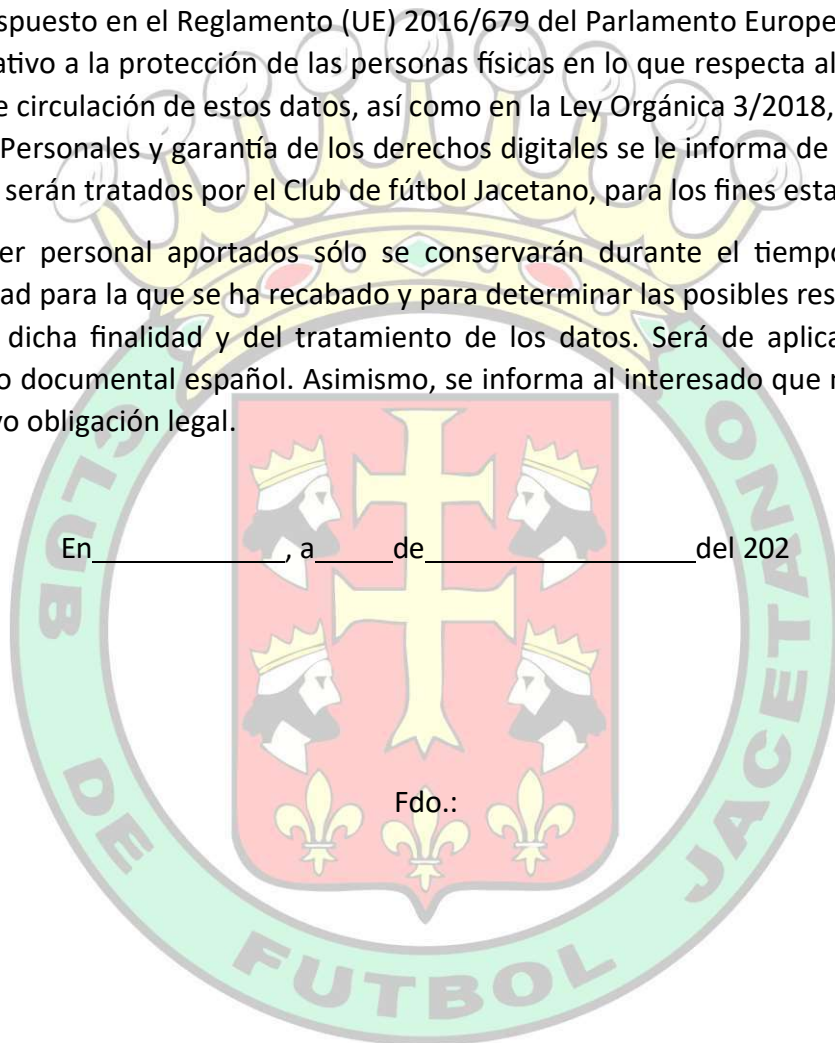 spuesto en el Reglamento (UE) 2016/679 del Parlamento Europe
ativo a la protección de las personas físicas en lo que respecta al
e circulación de estos datos, así como en la Ley Orgánica 3/2018,
Personales y garantía de los derechos digitales se le informa de
serán tratados por el Club de fútbol Jacetano, para los fines esta
er personal aportados sólo se conservarán durante el tiempo
ad para la que se ha recabado y para determinar las posibles res
dicha finalidad y del tratamiento de los datos. Será de aplica
o documental español. Asimismo, se informa al interesado que
vo obligación legal.
En______________, a_____de___________________del 202
Fdo.:
CLUB DE FUTBOL JACETANO